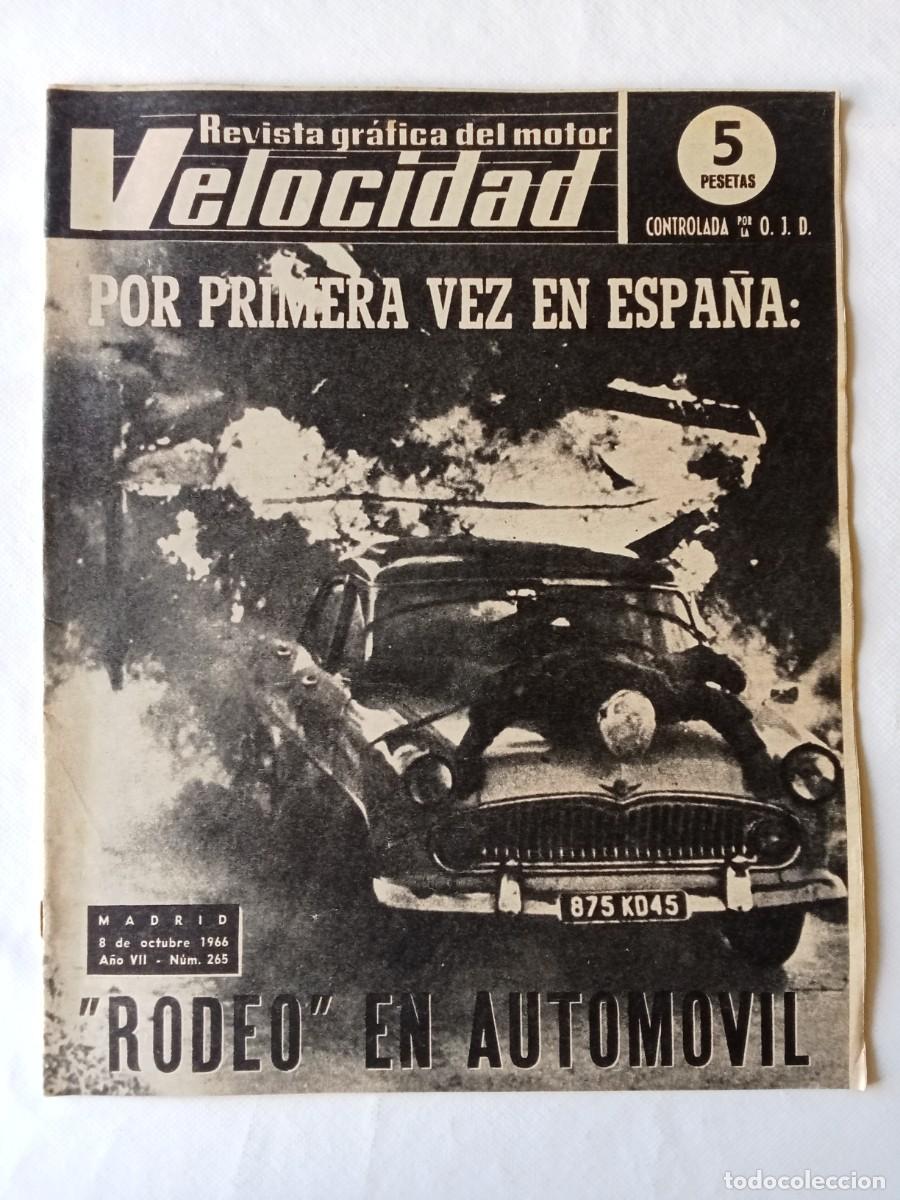 Revista gráfica del motor
Velocidad
5
PESETAS
CONTROLADA POR LA O. J. D.
POR PRIMERA VEZ EN ESPAÑA:
875 KD45
MADRID
8 de octubre 1966
Año VII - Núm. 265
"RODEO" EN AUTOMOVIL
todocoleccion